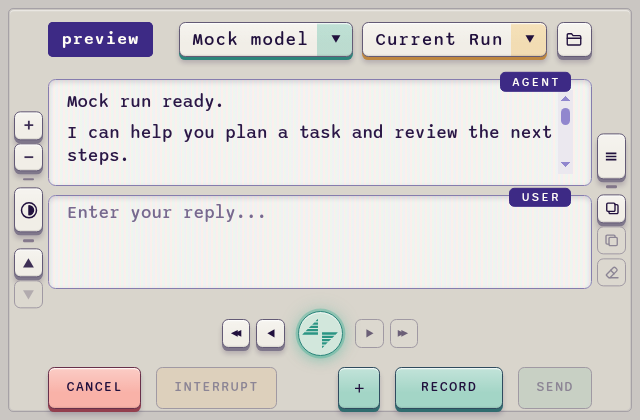 preview
Mock model
Current Run
AGENT
Mock run ready.
I can help you plan a task and review the next
steps.
USER
Enter your reply...
CANCEL
INTERRUPT
+
RECORD
SEND